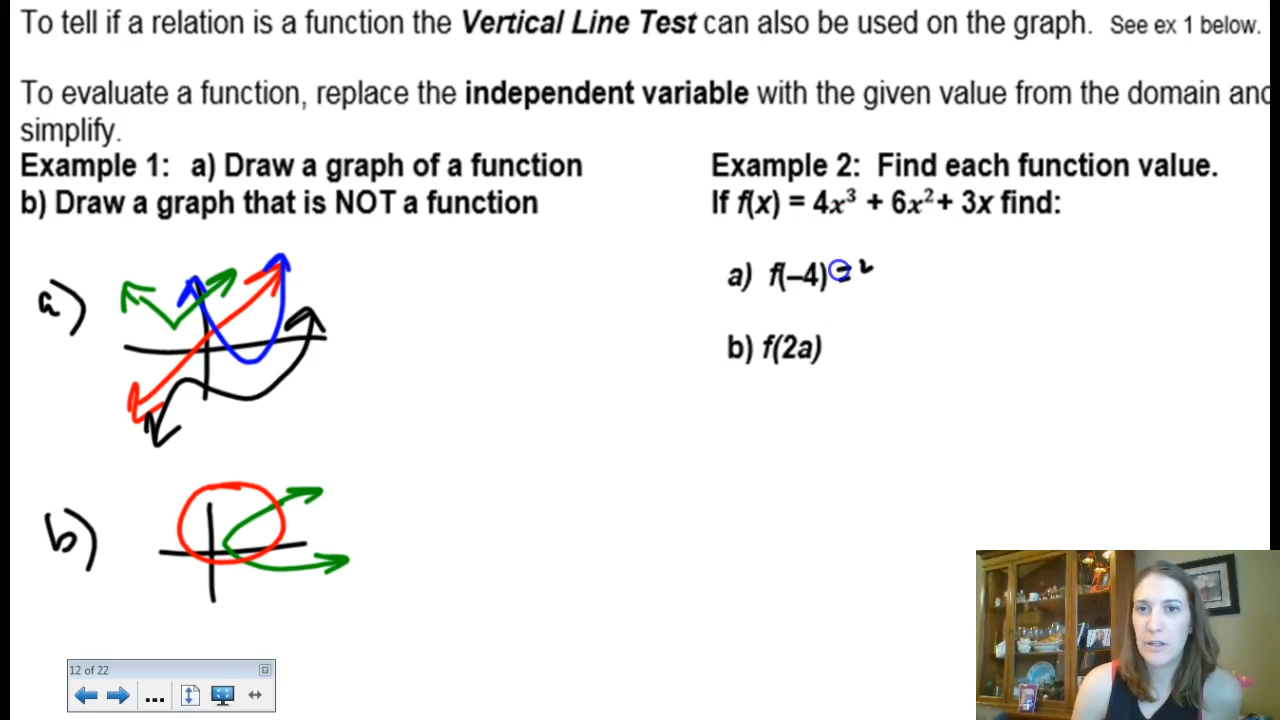 To tell if a relation is a function the Vertical Line Test can also be used on the graph. See ex 1 below.
To evaluate a function, replace the independent variable with the given value from the domain and
simplify.
Example 1: a) Draw a graph of a function
b) Draw a graph that is NOT a function
Example 2: Find each function value.
If f(x) = 4x³ + 6x² + 3x find:
a)
a) f(–4) =
b) f(2a)
b)
12 of 22